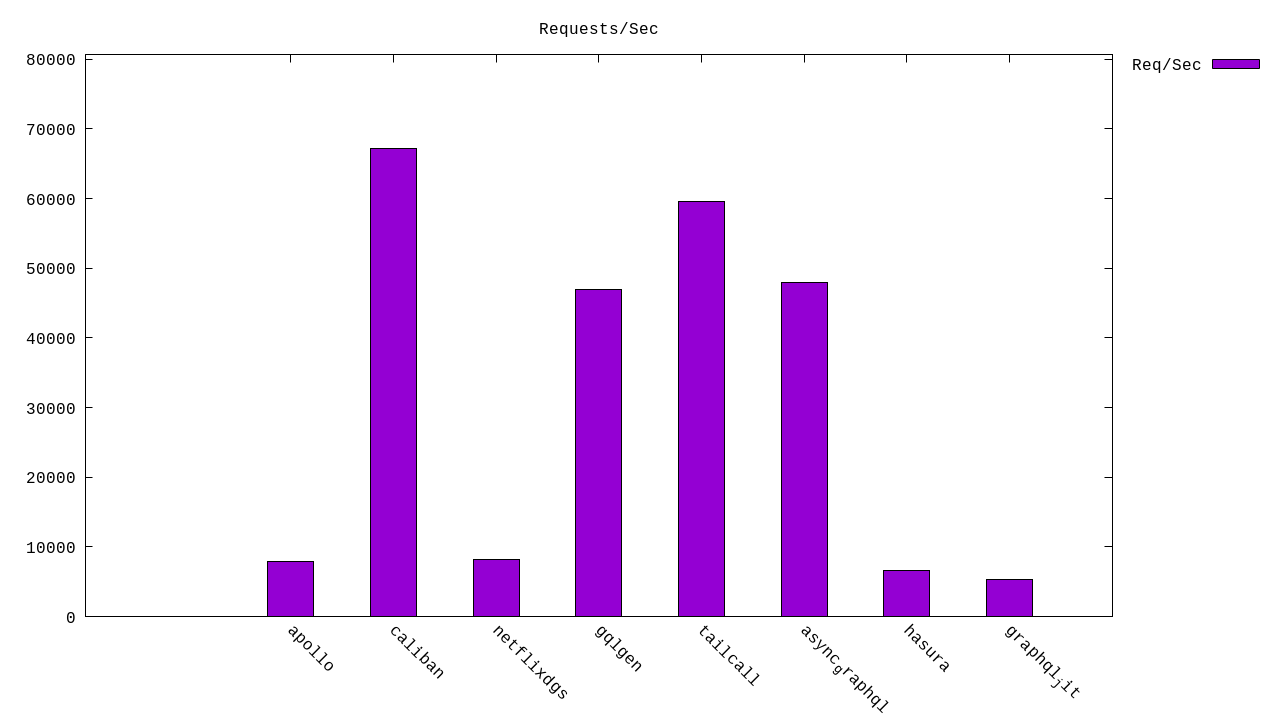 Requests/Sec
Req/Sec
80000
70000
60000
50000
40000
30000
20000
10000
0
apollo
caliban
netflixdgs
gqlgen
tailcall
async_graphql
hasura
graphql_jit